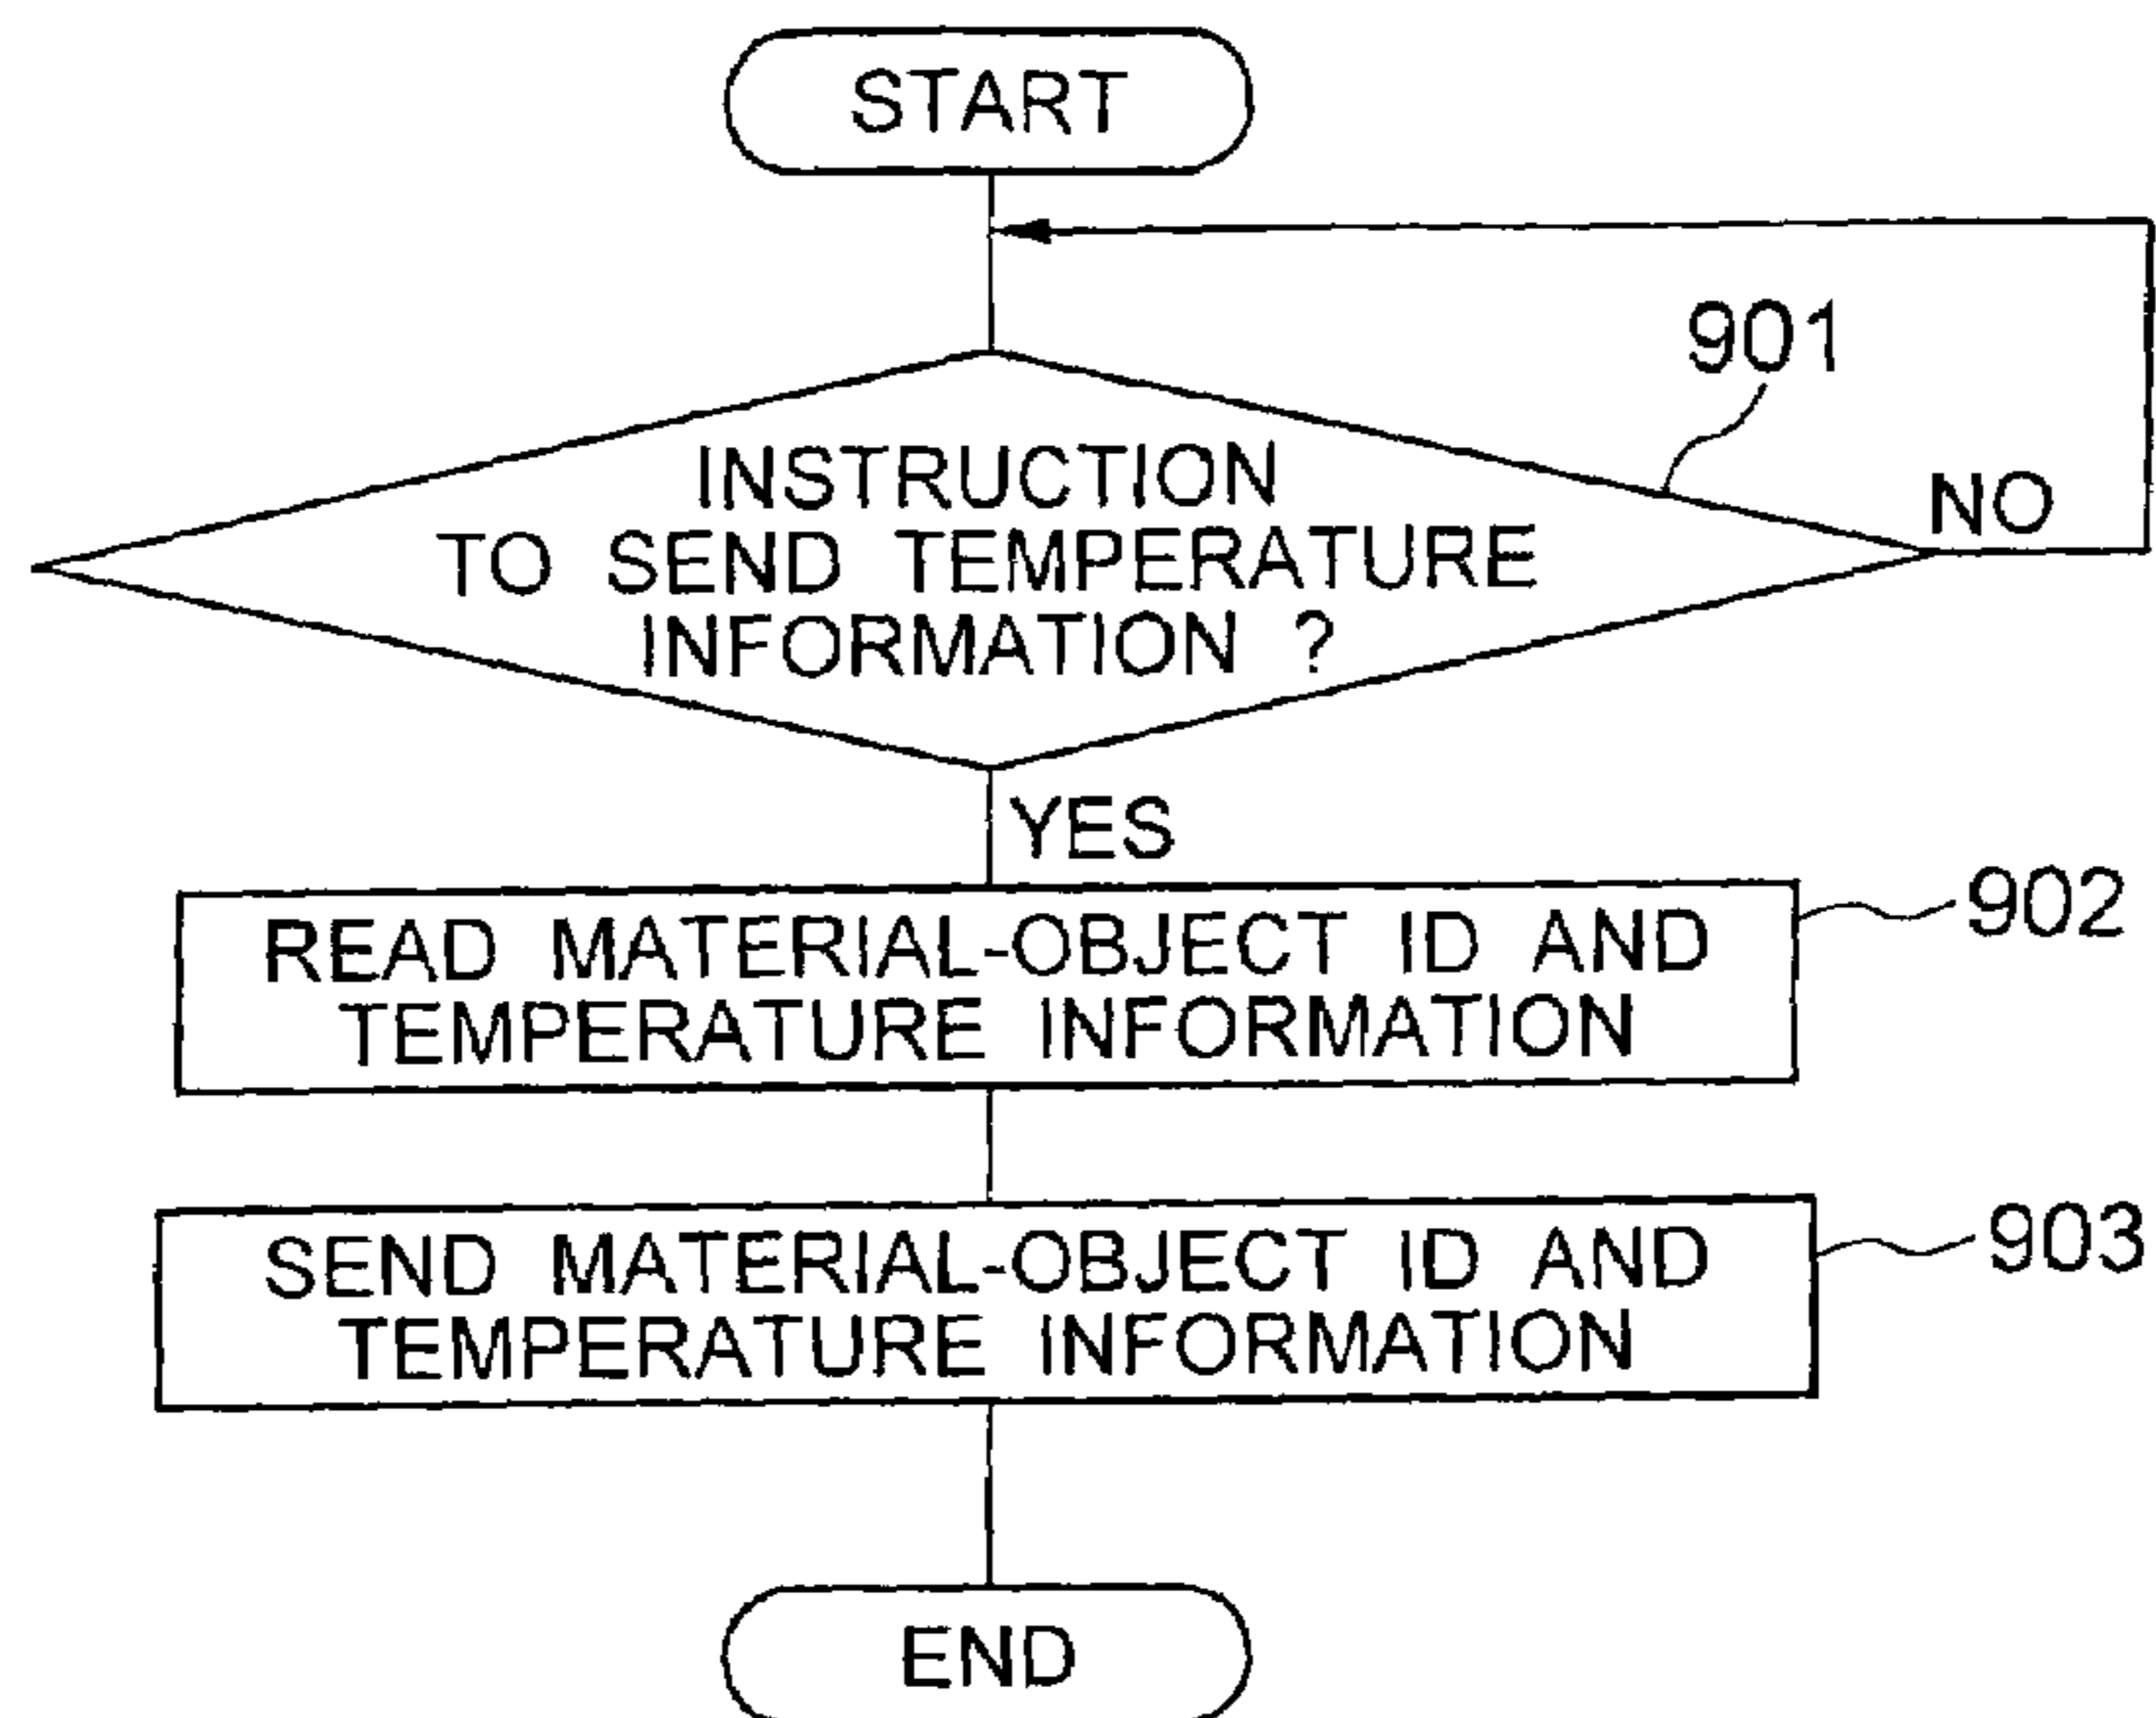 START
901
INSTRUCTION
TO SEND TEMPERATURE
INFORMATION ?
NO
YES
READ MATERIAL-OBJECT ID AND
TEMPERATURE INFORMATION
902
SEND MATERIAL-OBJECT ID AND
TEMPERATURE INFORMATION
903
END